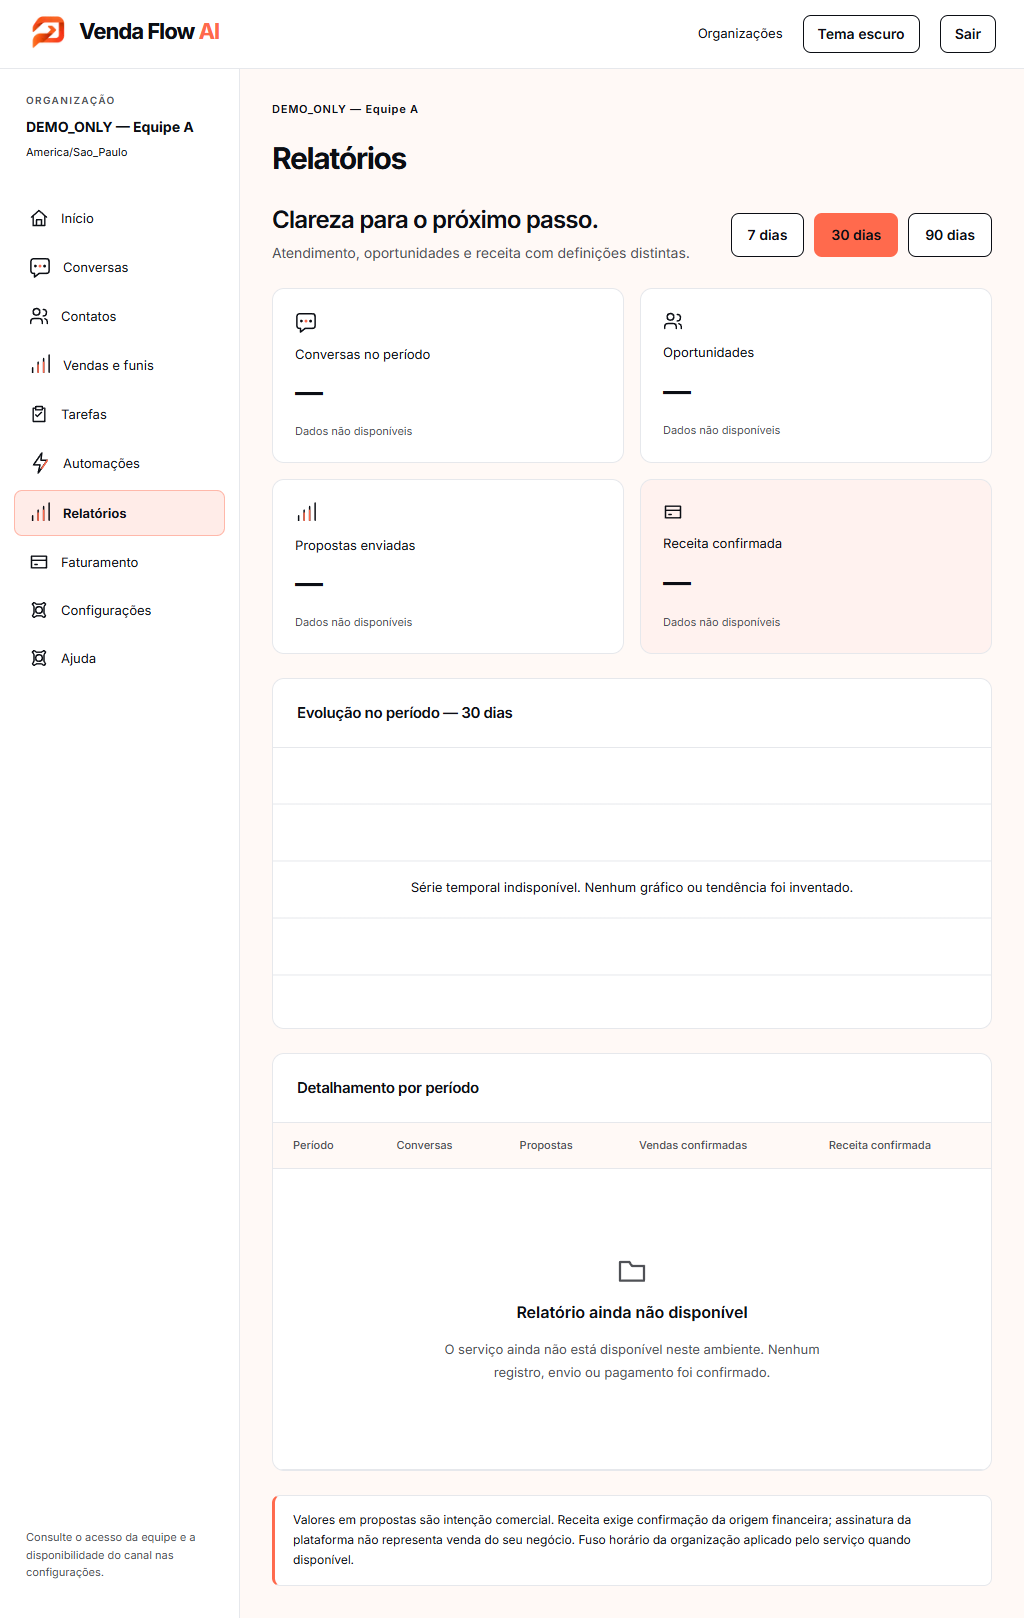 Venda Flow AI
Organizações
Tema escuro
Sair
ORGANIZAÇÃO
DEMO_ONLY — Equipe A
America/Sao_Paulo
Início
Conversas
Contatos
Vendas e funis
Tarefas
Automações
Relatórios
Faturamento
Configurações
Ajuda
Consulte o acesso da equipe e a
disponibilidade do canal nas
configurações.
DEMO_ONLY — Equipe A
Relatórios
Clareza para o próximo passo.
Atendimento, oportunidades e receita com definições distintas.
7 dias
30 dias
90 dias
Conversas no período
—
Dados não disponíveis
Oportunidades
—
Dados não disponíveis
Propostas enviadas
—
Dados não disponíveis
Receita confirmada
—
Dados não disponíveis
Evolução no período — 30 dias
Série temporal indisponível. Nenhum gráfico ou tendência foi inventado.
Detalhamento por período
Período
Conversas
Propostas
Vendas confirmadas
Receita confirmada
Relatório ainda não disponível
O serviço ainda não está disponível neste ambiente. Nenhum
registro, envio ou pagamento foi confirmado.
Valores em propostas são intenção comercial. Receita exige confirmação da origem financeira; assinatura da
plataforma não representa venda do seu negócio. Fuso horário da organização aplicado pelo serviço quando
disponível.